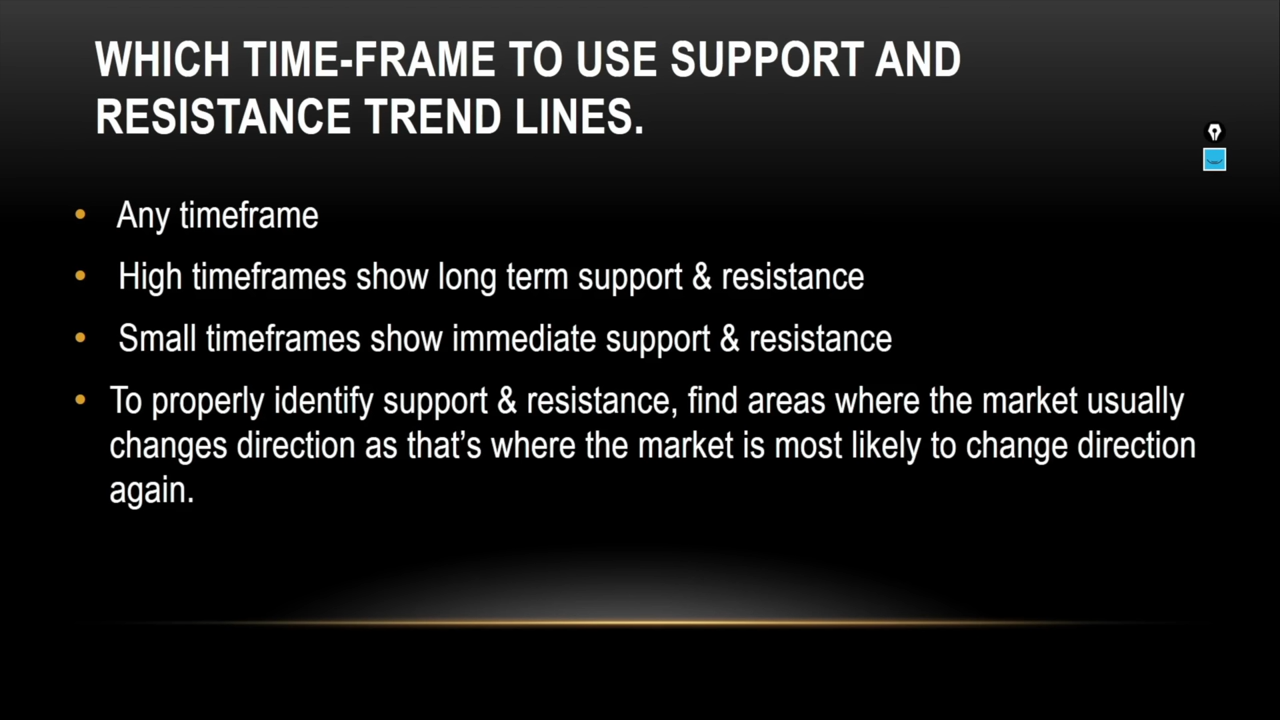 WHICH TIME-FRAME TO USE SUPPORT AND
RESISTANCE TREND LINES.
• Any timeframe
• High timeframes show long term support & resistance
• Small timeframes show immediate support & resistance
• To properly identify support & resistance, find areas where the market usually
changes direction as that’s where the market is most likely to change direction
again.